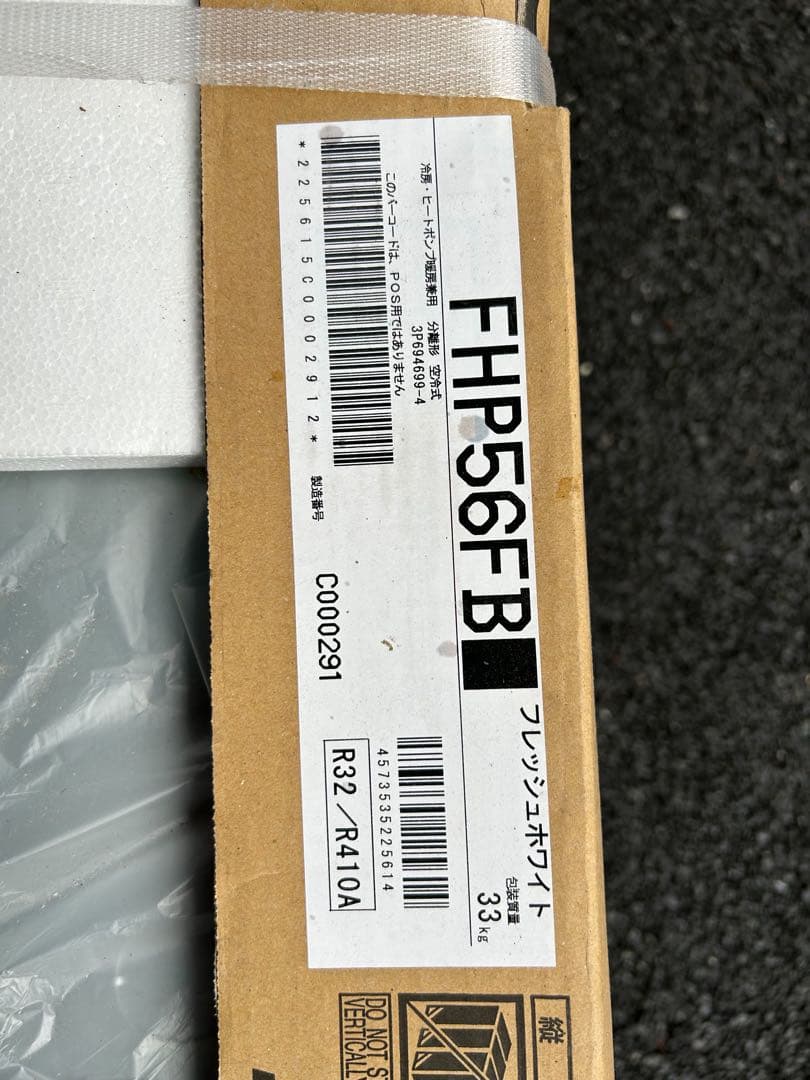 FHP56FB■
フレッシュホワイト
包装質量
33kg
冷房・ヒートポンプ暖房兼用 分離形 空冷式
3P694699-4
このバーコードは、POS用ではありません
*225615C0002912*
製造番号
C000291
4573535225614
R32/R410A
縦
DO NOT S
VERTICALLY